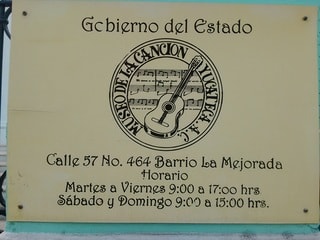 Gobierno del Estado
MUSEO DE LA CANCION YUCATECA A.C.
Calle 57 No. 464 Barrio La Mejorada
Horario
Martes a Viernes 9:00 a 17:00 hrs.
Sábado y Domingo 9:00 a 15:00 hrs.